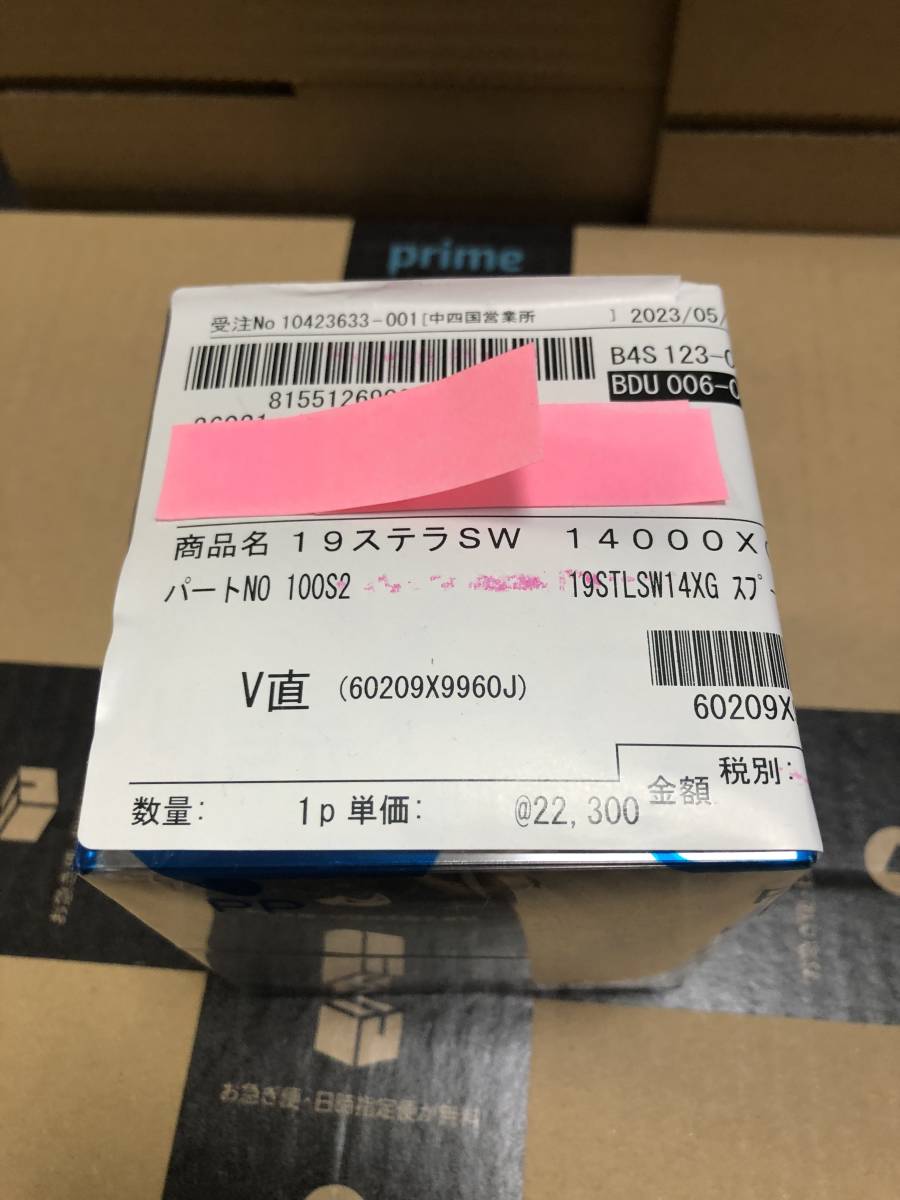 prime
受注No 10423633-001[中四国営業所 ] 2023/05/
B4S 123-
BDU 006-
8155126
商品名 19ステラSW 14000X
パートNO 100S2 19STLSW14XG スプ
V直 (60209X9960J)
60209X
数量: 1p 単価: @22,300 金額 税別:
お急ぎ便・日時指定便が無料